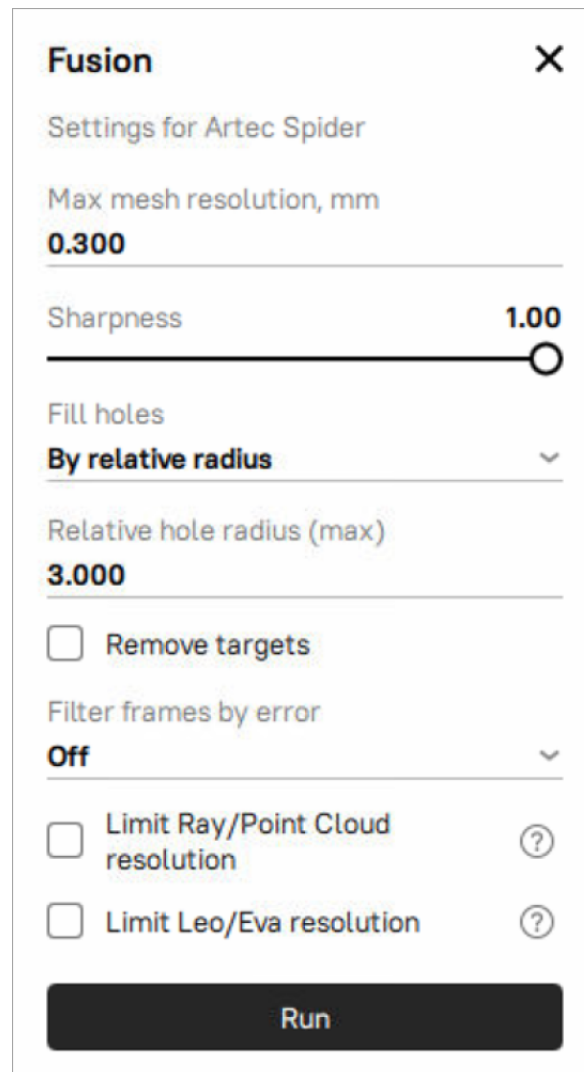 Fusion
Settings for Artec Spider
Max mesh resolution, mm
0.300
Sharpness 1.00
Fill holes
By relative radius
Relative hole radius (max)
3.000
Remove targets
Filter frames by error
Off
Limit Ray/Point Cloud
resolution
Limit Leo/Eva resolution
Run